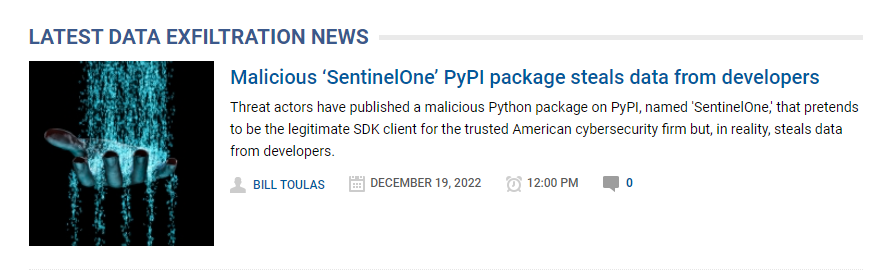 LATEST DATA EXFILTRATION NEWS
Malicious ‘SentinelOne’ PyPI package steals data from developers
Threat actors have published a malicious Python package on PyPI, named 'SentinelOne,' that pretends
to be the legitimate SDK client for the trusted American cybersecurity firm but, in reality, steals data
from developers.
BILL TOULAS DECEMBER 19, 2022 12:00 PM 0